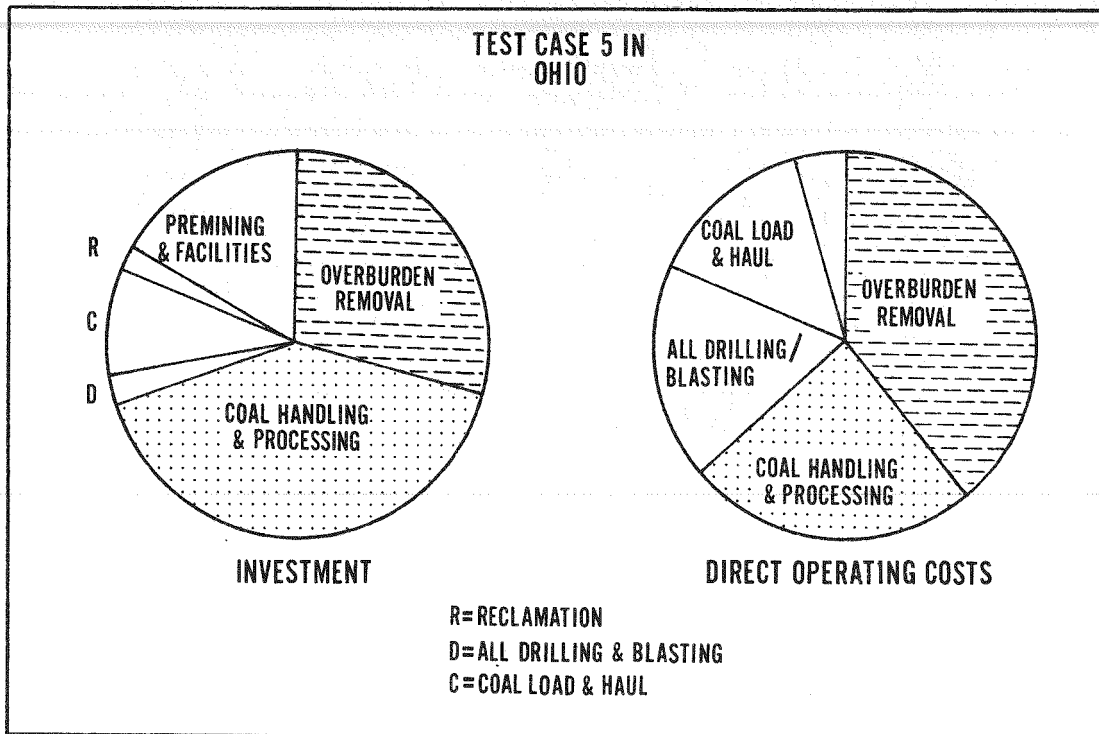 TEST CASE 5 IN
OHIO
PREMINING
& FACILITIES
R
C
D
OVERBURDEN
REMOVAL
COAL HANDLING
& PROCESSING
INVESTMENT
COAL LOAD
& HAUL
OVERBURDEN
REMOVAL
ALL DRILLING/
BLASTING
COAL HANDLING
& PROCESSING
DIRECT OPERATING COSTS
R=RECLAMATION
D=ALL DRILLING & BLASTING
C=COAL LOAD & HAUL